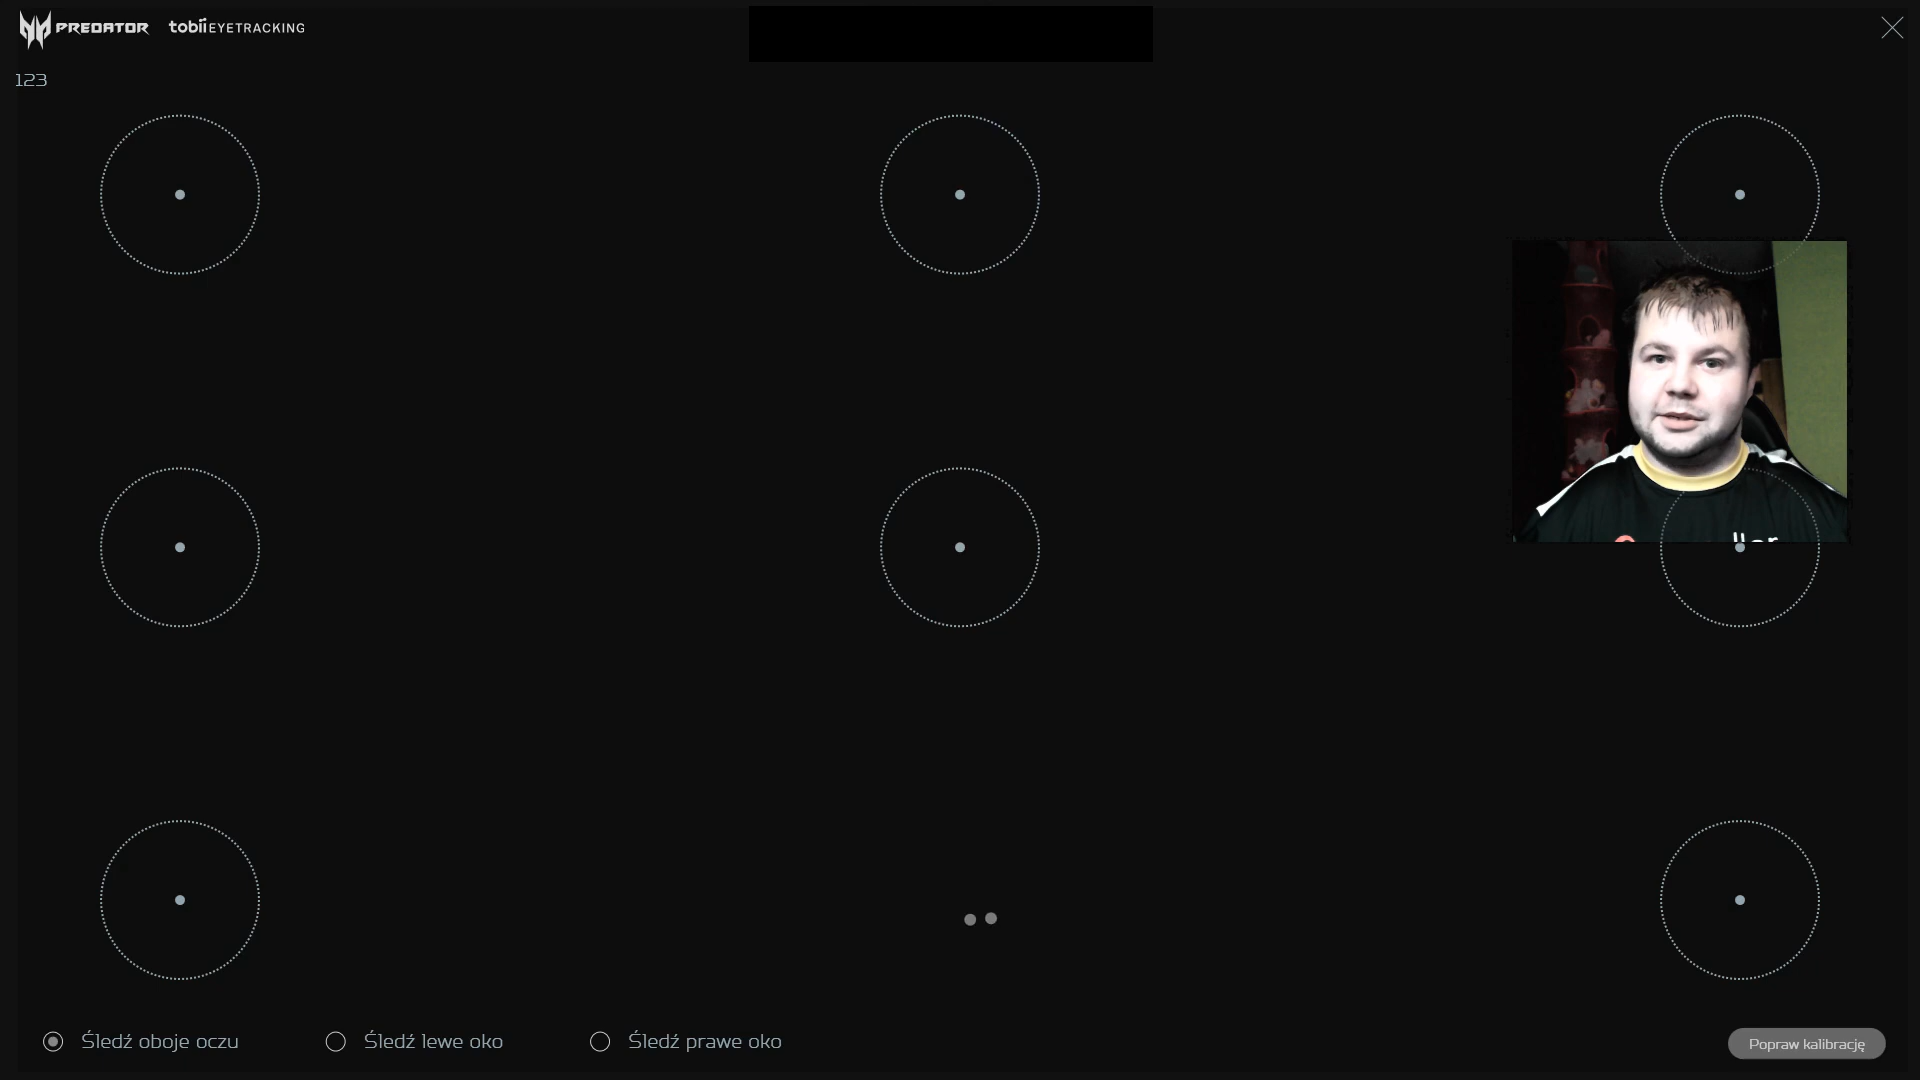 PREDATOR tobii EYETRACKING
123
Śledź oboje oczu Śledź lewe oko Śledź prawe oko
Popraw kalibrację